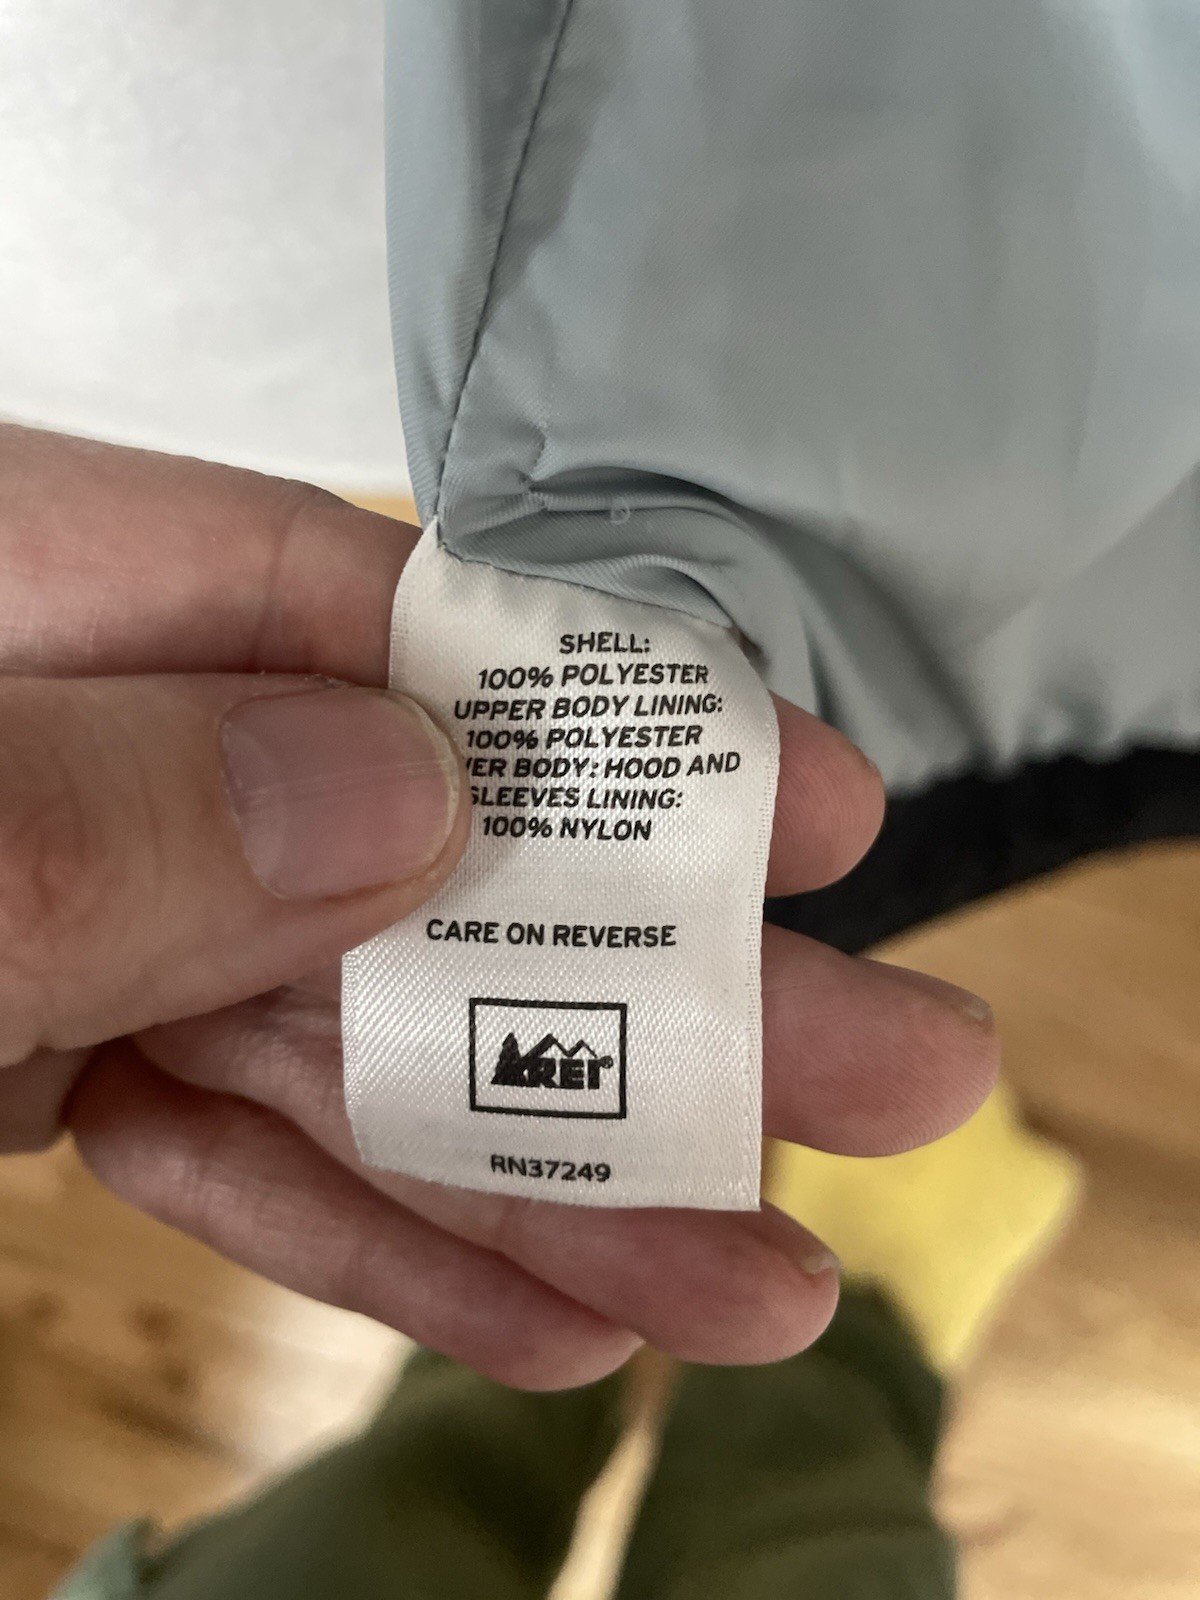 SHELL:
100% POLYESTER
UPPER BODY LINING:
100% POLYESTER
BODY: HOOD AND
SLEEVES LINING:
100% NYLON
CARE ON REVERSE
REI®
RN37249